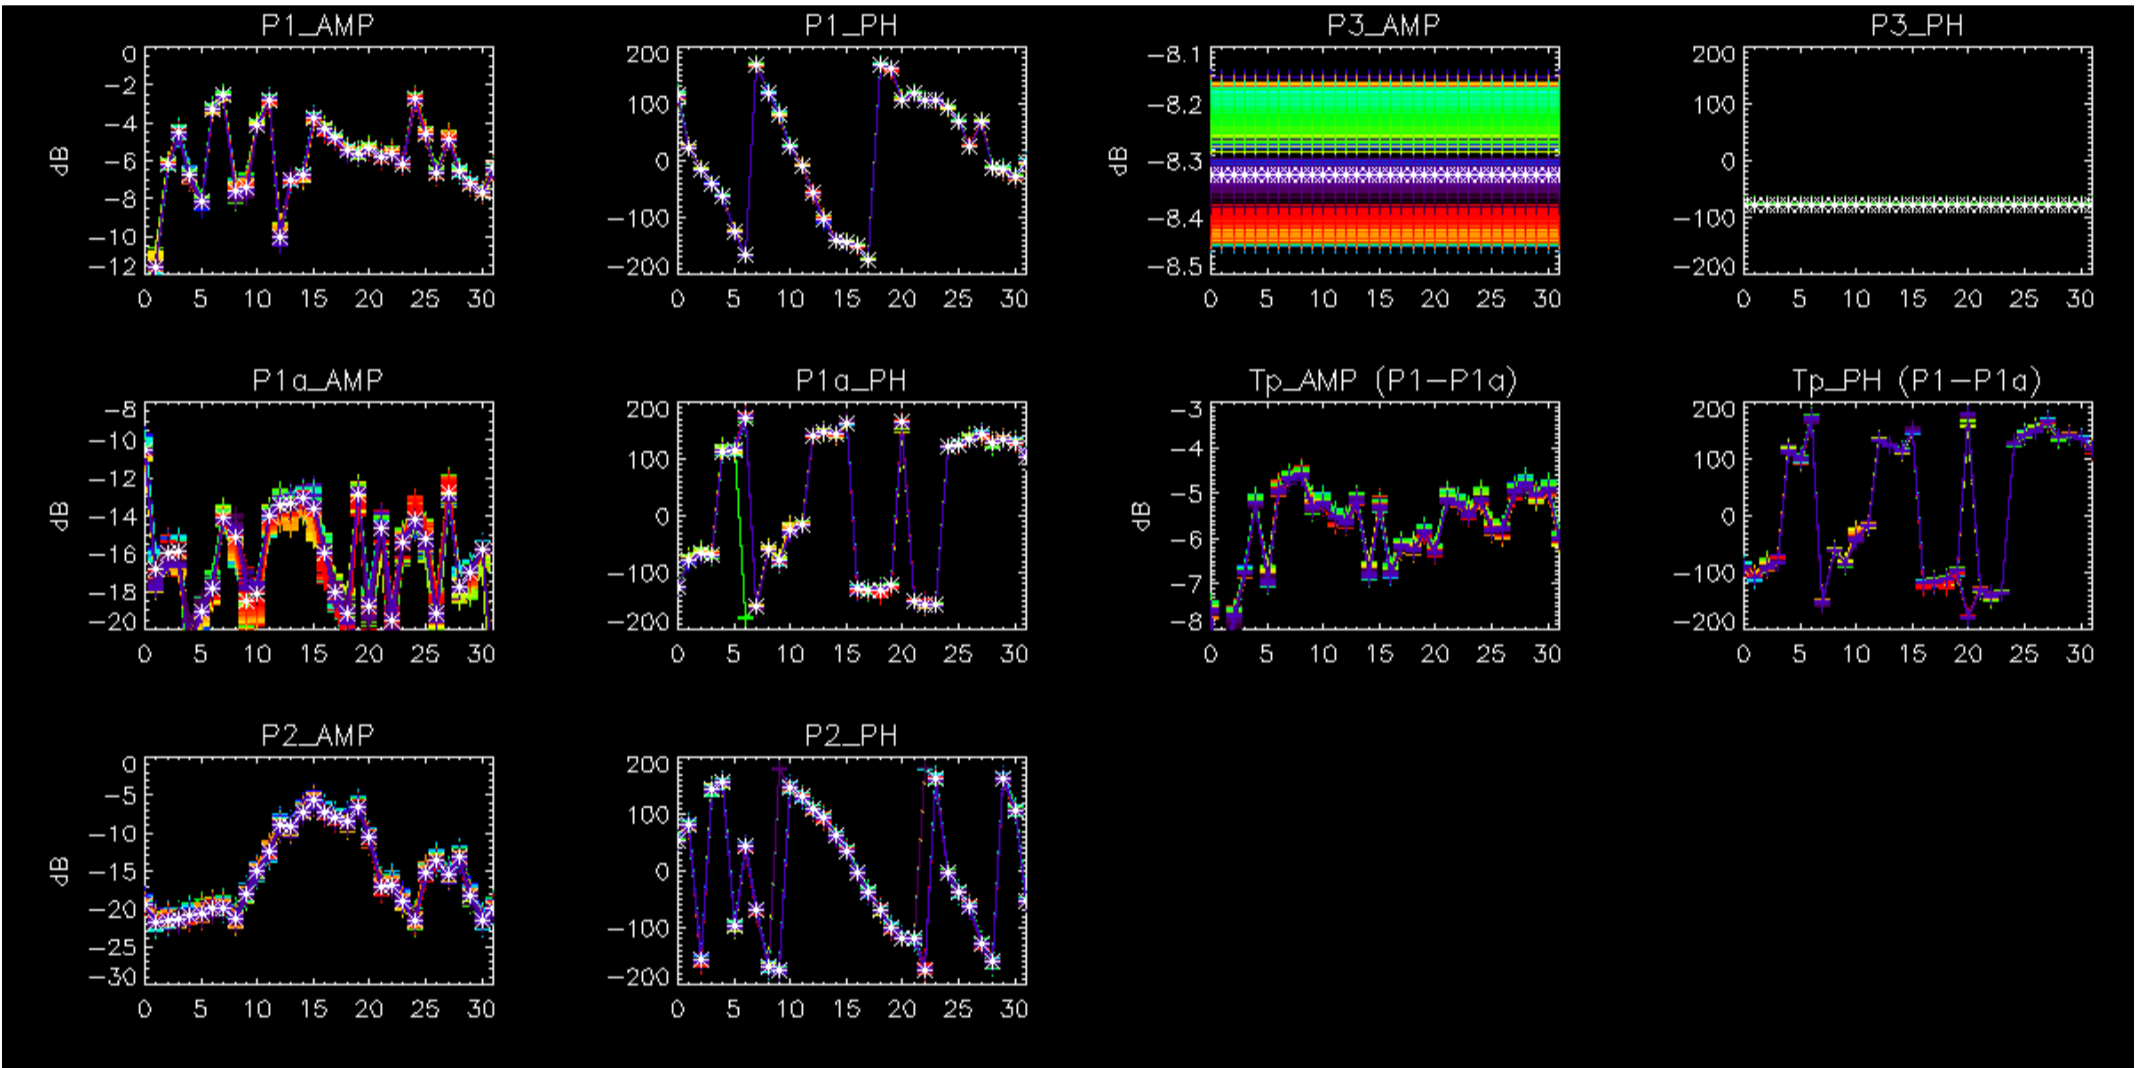 P1_AMP P1_PH P3_AMP P3_PH
0 200 -8.1 200
-2
-4 100 -8.2 100
dB -6 0 dB -8.3 0
-8
-10 -100 -8.4 -100
-12 -200 -8.5 -200
0 5 10 15 20 25 30 0 5 10 15 20 25 30 0 5 10 15 20 25 30 0 5 10 15 20 25 30
P1a_AMP P1a_PH Tp_AMP (P1-P1a) Tp_PH (P1-P1a)
-8 200 -3 200
-10 100 -4 100
-12
dB -14 0 dB -5 0
-16 -6
-18 -100 -7 -100
-20 -200 -8 -200
0 5 10 15 20 25 30 0 5 10 15 20 25 30 0 5 10 15 20 25 30 0 5 10 15 20 25 30
P2_AMP P2_PH
0 200
-5 100
-10
dB -15 0
-20 -100
-25
-30 -200
0 5 10 15 20 25 30 0 5 10 15 20 25 30